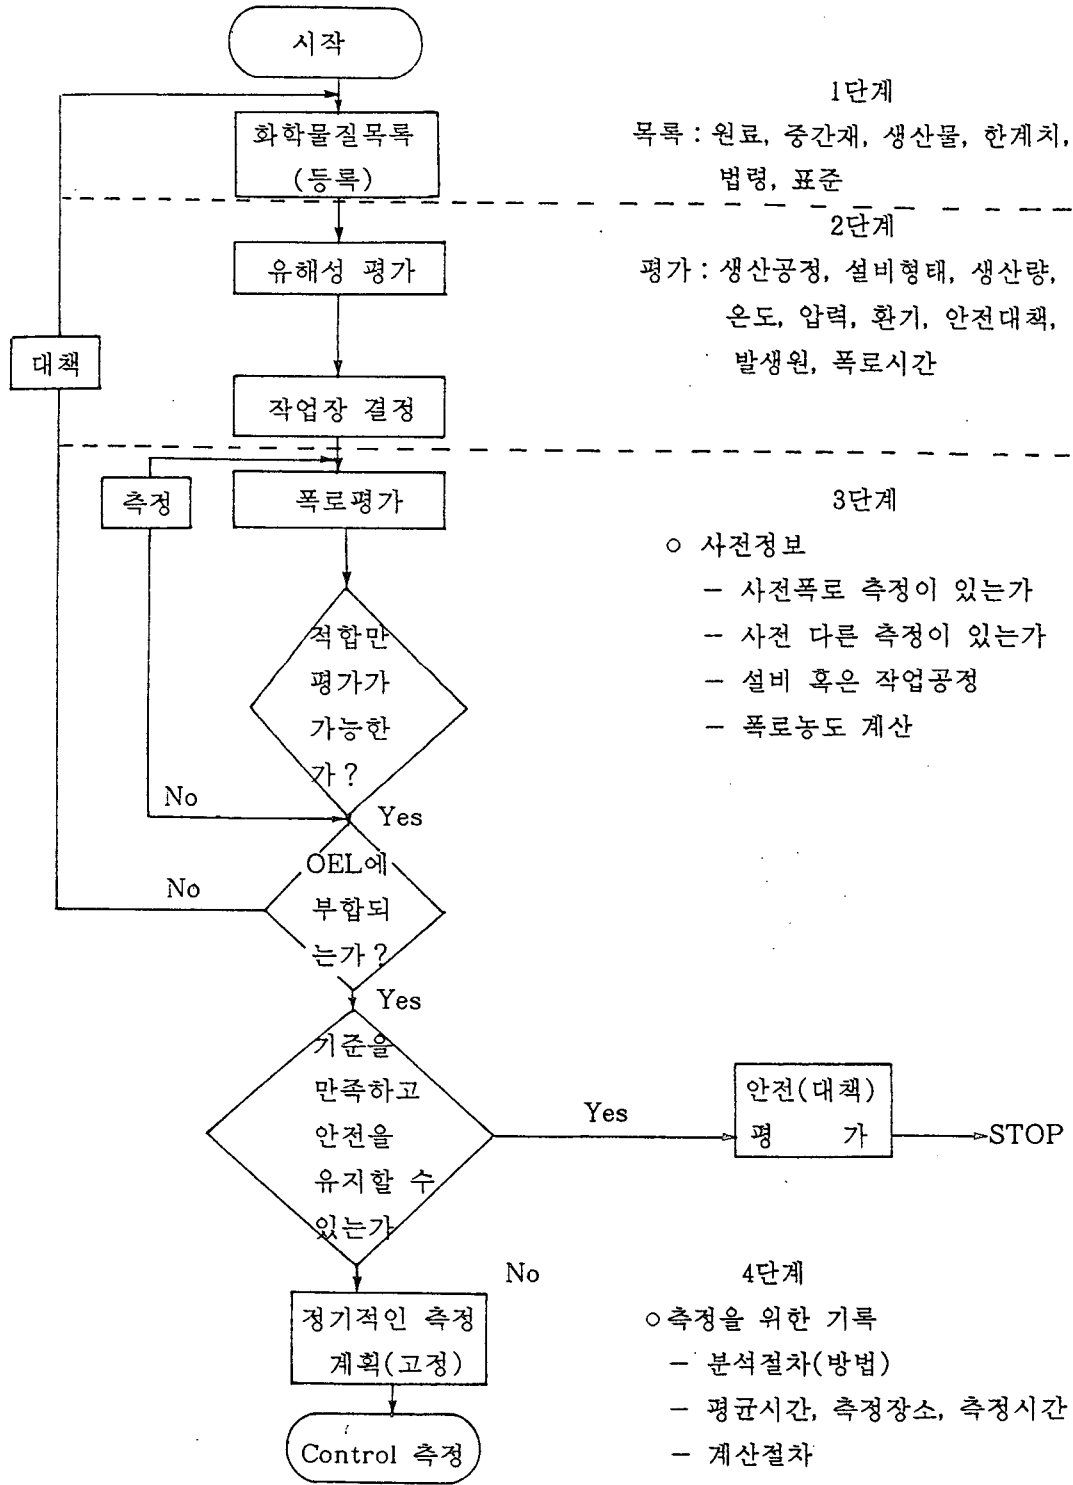 시작
1단계
화학물질목록
(등록)
목록 : 원료, 중간재, 생산물, 한계치,
법령, 표준
2단계
유해성 평가
평가 : 생산공정, 설비형태, 생산량,
온도, 압력, 환기, 안전대책,
발생원, 폭로시간
대책
작업장 결정
측정
폭로평가
3단계
○ 사전정보
― 사전폭로 측정이 있는가
― 사전 다른 측정이 있는가
― 설비 혹은 작업공정
― 폭로농도 계산
적합만
평가가
가능한
가?
No
Yes
OEL에
부합되
는가?
No
Yes
기준을
만족하고
안전을
유지할 수
있는가
Yes
안전(대책)
평 가
STOP
No
4단계
정기적인 측정
계획(고정)
○측정을 위한 기록
― 분석절차(방법)
― 평균시간, 측정장소, 측정시간
― 계산절차
Control 측정